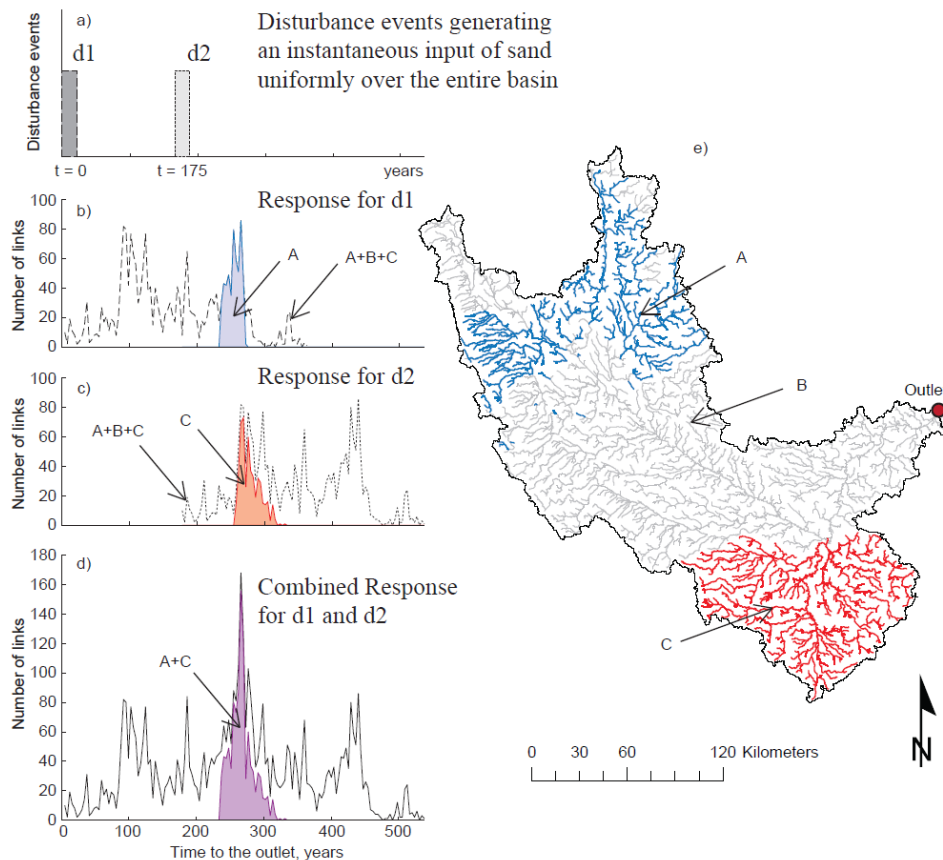 a)
Disturbance events generating
an instantaneous input of sand
uniformly over the entire basin
Disturbance events
d1
d2
t = 0
t = 175
years
b)
Response for d1
Number of links
100
80
60
40
20
0
A
A+B+C
c)
Response for d2
Number of links
100
80
60
40
20
0
A+B+C
C
d)
Combined Response
for d1 and d2
Number of links
180
160
140
120
100
80
60
40
20
0
A+C
0 100 200 300 400 500
Time to the outlet, years
e)
A
B
Outle
C
0 30 60 120 Kilometers
N